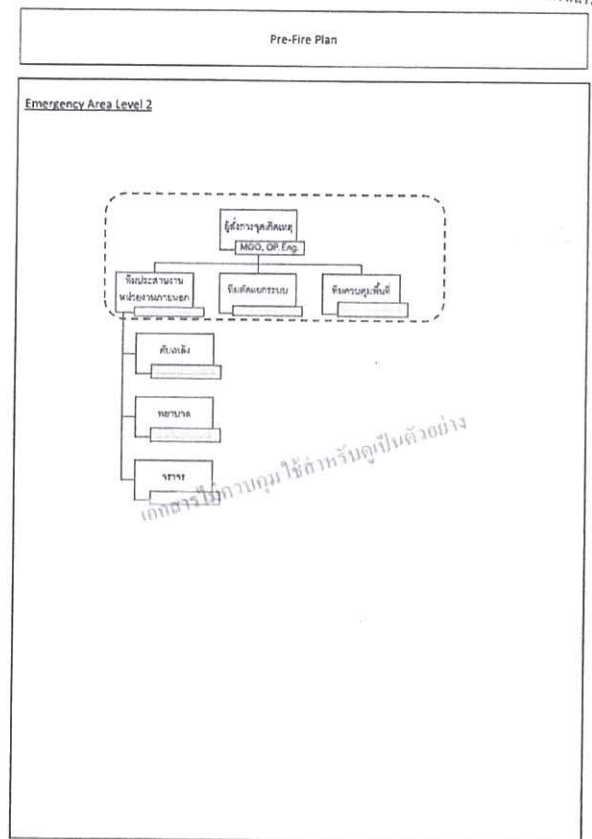 Pre-Fire Plan
Emergency Area Level 2
ผู้สั่งการจุดเกิดเหตุ
MGO, OP Eng.
ทีมประสานงาน
หน่วยงานภายนอก
ทีมตัดแยกระบบ
ทีมควบคุมพื้นที่
ดับเพลิง
พยาบาล
จราจร
เอกสารไม่ควบคุม ใช้สำหรับดูเป็นตัวอย่าง